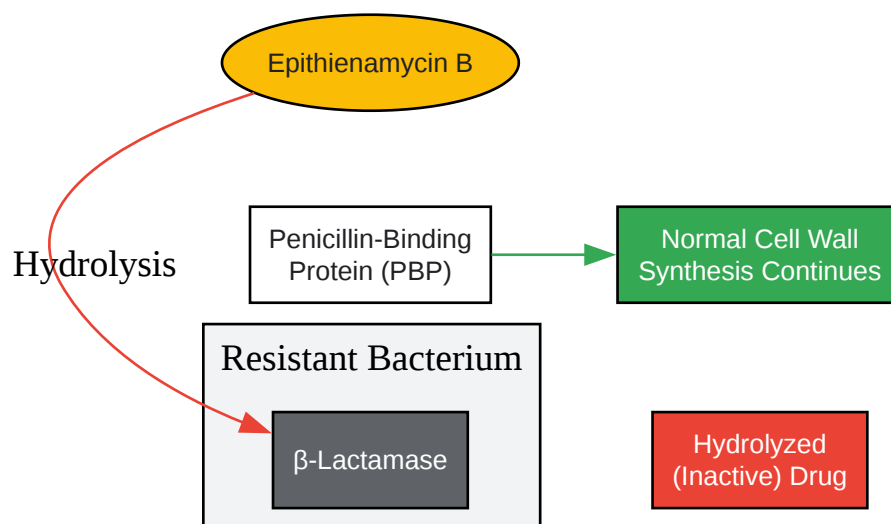 Epithienamycin B
Penicillin-Binding
Protein (PBP)
Normal Cell Wall
Synthesis Continues
Hydrolysis
Resistant Bacterium
β-Lactamase
Hydrolyzed
(Inactive) Drug